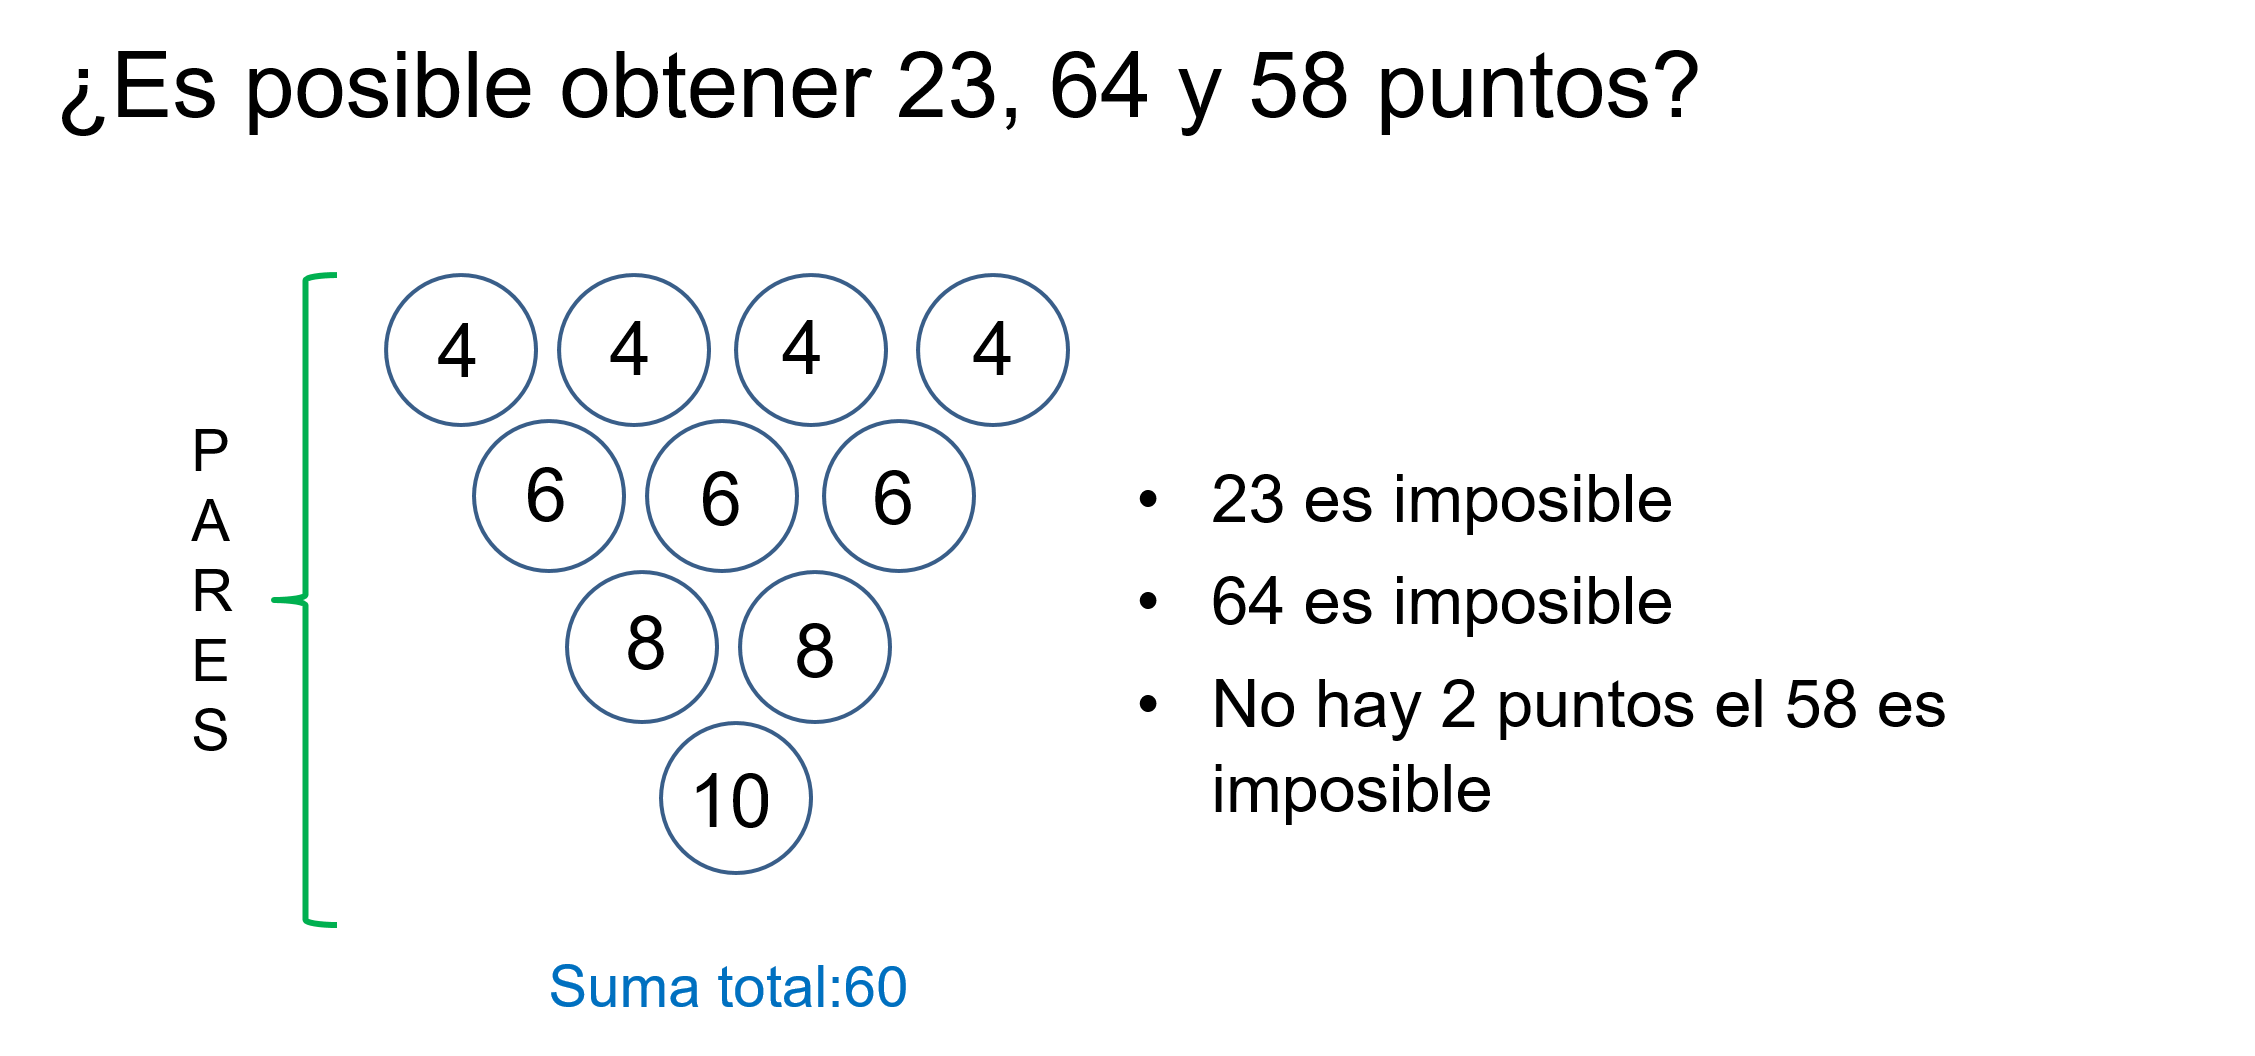 ¿Es posible obtener 23, 64 y 58 puntos?
P
A
R
E
S
4 4 4 4
6 6 6
8 8
10
• 23 es imposible
• 64 es imposible
• No hay 2 puntos el 58 es
imposible
Suma total:60